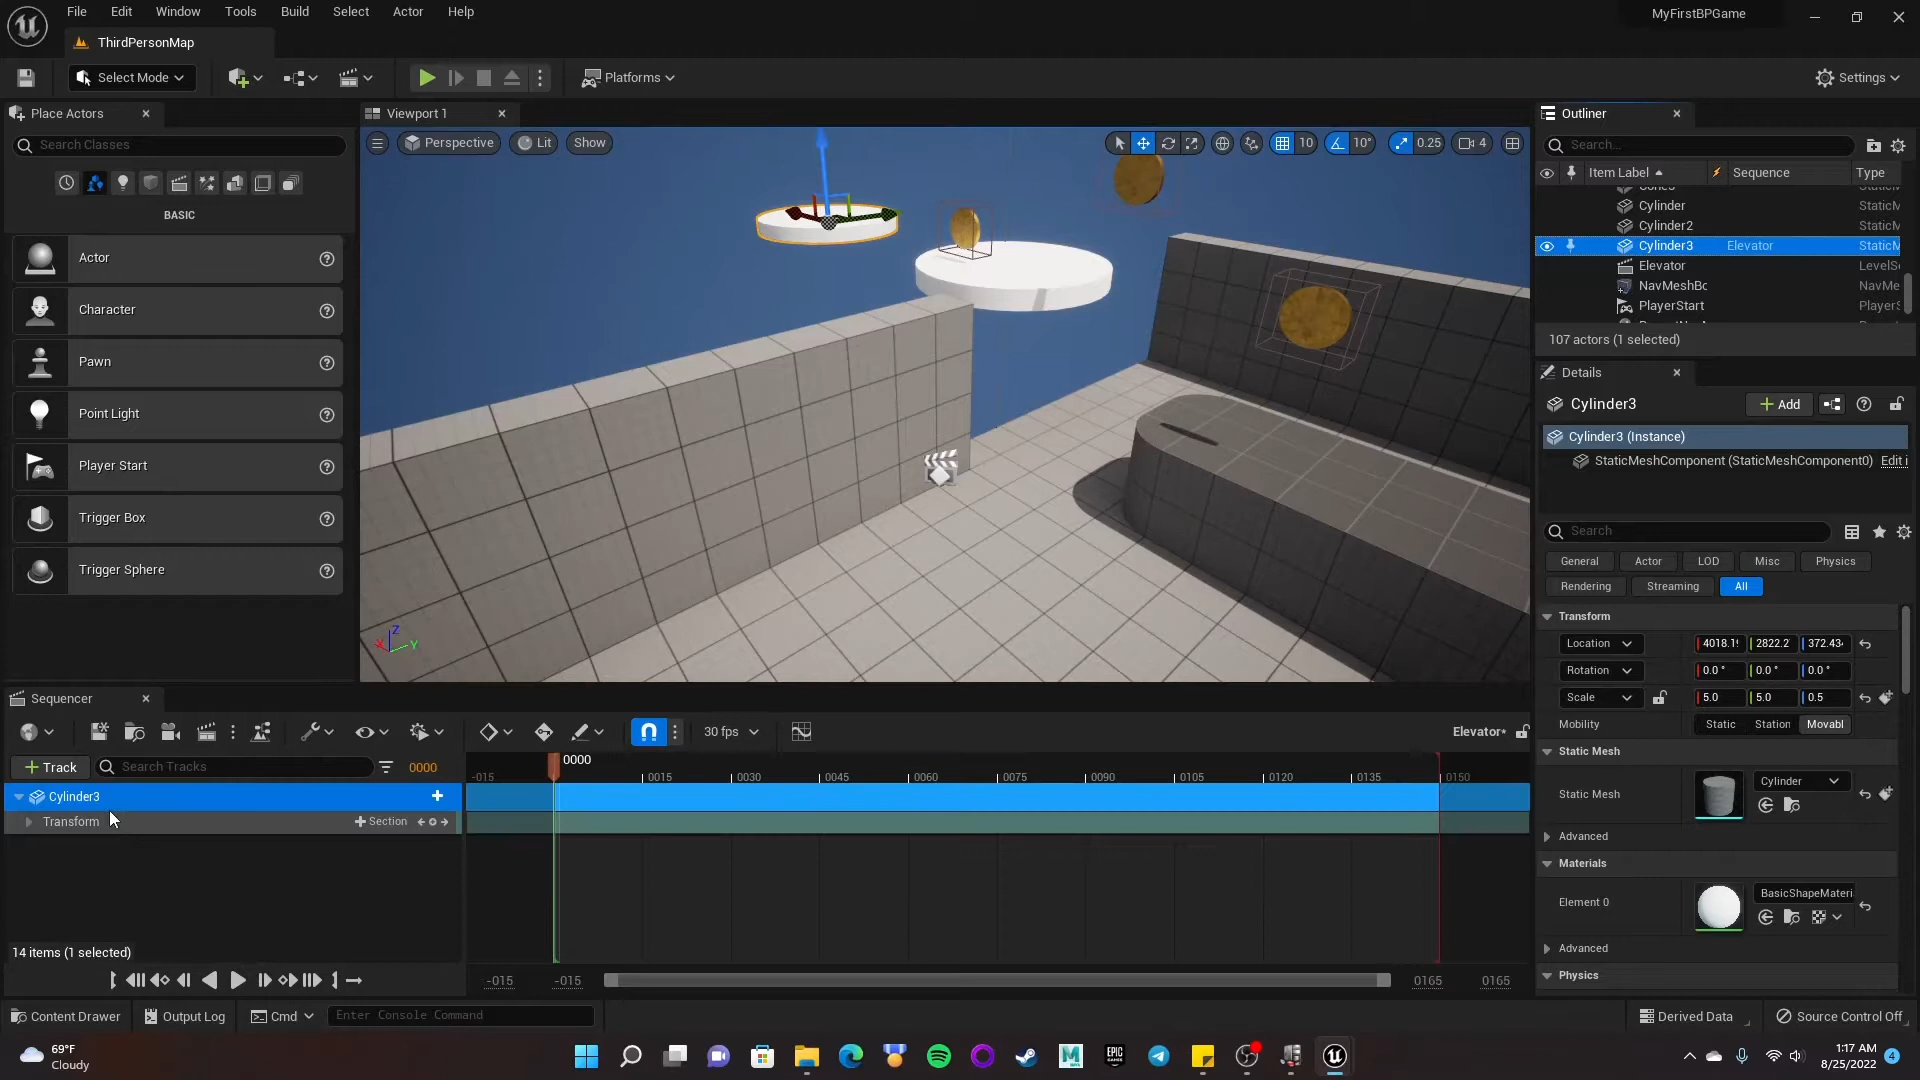 File Edit Window Tools Build Select Actor Help
MyFirstBPGame
ThirdPersonMap
Select Mode
Platforms
Settings
Place Actors
Viewport 1
Outliner
Search Classes
Perspective Lit Show
10 10° 0.25 4
Search...
Item Label Sequence Type
BASIC
Cylinder StaticM
Cylinder2 StaticM
Cylinder3 Elevator StaticM
Elevator LevelSe
NavMeshBo NavMe
PlayerStart PlayerS
107 actors (1 selected)
Actor
Character
Pawn
Point Light
Player Start
Trigger Box
Trigger Sphere
Z
X Y
Details
Cylinder3 Add
Cylinder3 (Instance)
StaticMeshComponent (StaticMeshComponent0) Edit i
Search
General Actor LOD Misc Physics
Rendering Streaming All
Transform
Location 4018.1 2822.2 372.43
Rotation 0.0 ° 0.0 ° 0.0 °
Scale 5.0 5.0 0.5
Mobility Static Station Movabl
Static Mesh
Static Mesh Cylinder
Advanced
Materials
Element 0 BasicShapeMateri
Advanced
Physics
Sequencer
30 fps
Elevator*
+ Track Search Tracks 0000
0000
-015 0015 0030 0045 0060 0075 0090 0105 0120 0135 0150
Cylinder3
Transform + Section
14 items (1 selected)
-015 -015 0165 0165
Content Drawer Output Log Cmd Enter Console Command
Derived Data Source Control Off
69°F
Cloudy
1:17 AM
8/25/2022
4